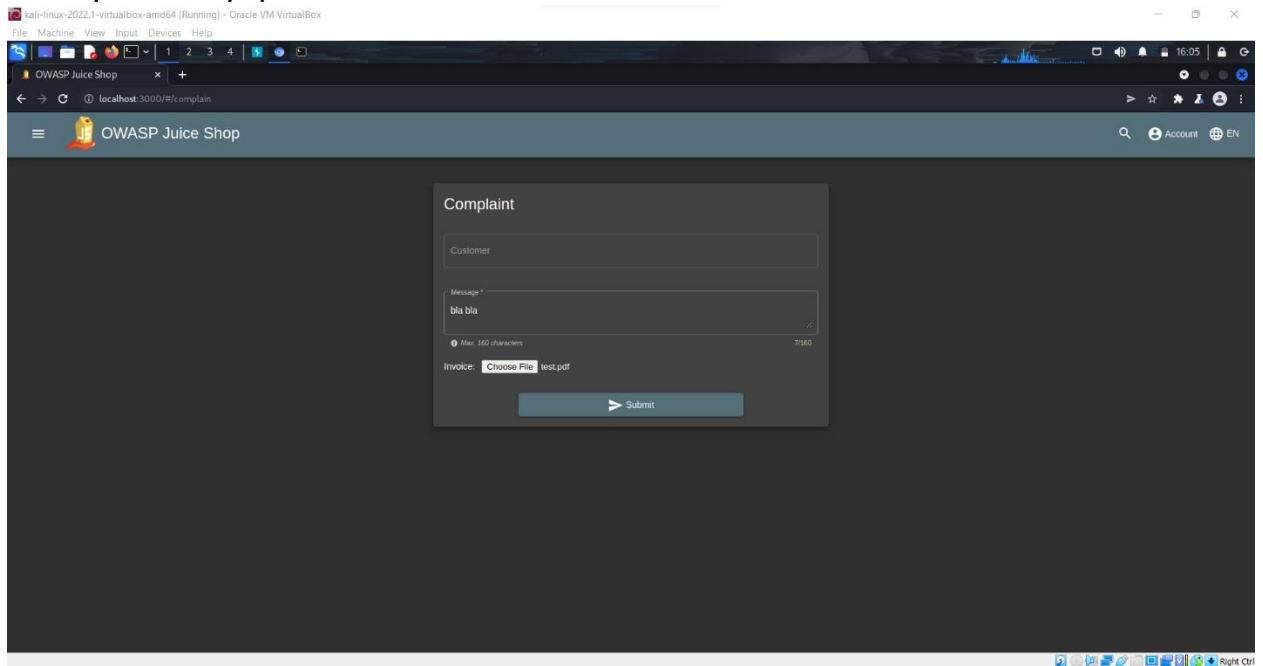 kali-linux-2022.1-virtualbox-amd64 [Running] - Oracle VM VirtualBox
File Machine View Input Devices Help
1 2 3 4 16:05
OWASP Juice Shop
localhost:3000/#/complain
OWASP Juice Shop Account EN
Complaint
Customer
Message *
bla bla
Max. 160 characters 7/160
Invoice: Choose File test.pdf
Submit
Right Ctrl